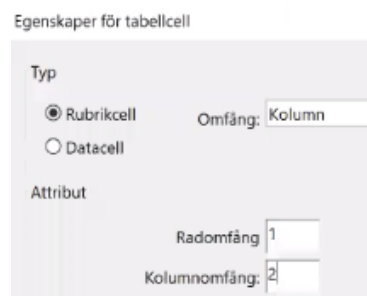 Egenskaper för tabellcell
Typ
Rubrikcell
Omfång: Kolumn
Datacell
Attribut
Radomfång 1
Kolumnomfång: 2